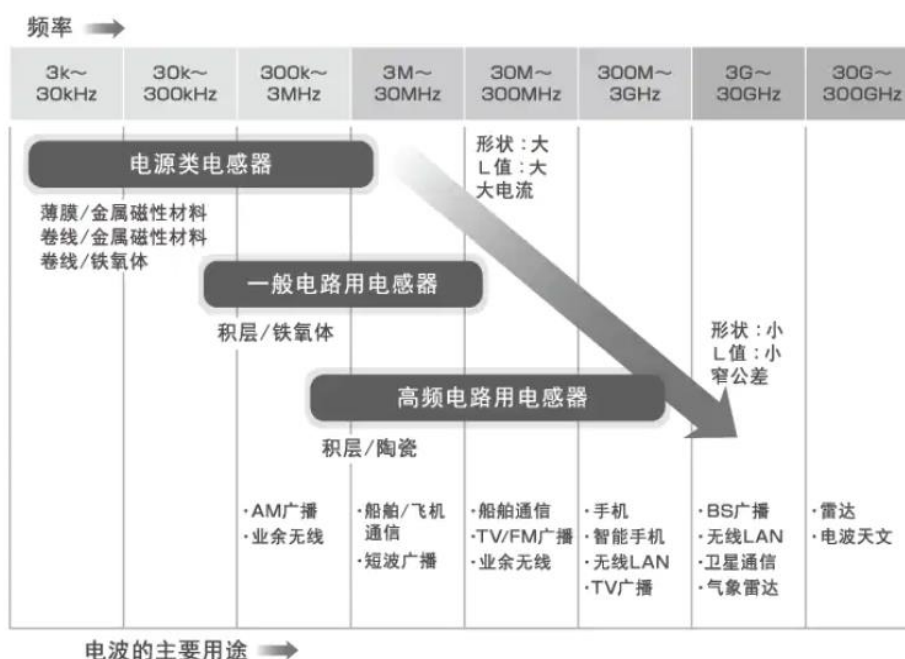 频率
3k～ 30k～ 300k～ 3M～ 30M～ 300M～ 3G～ 30G～
30kHz 300kHz 3MHz 30MHz 300MHz 3GHz 30GHz 300GHz
电源类电感器
形状：大
L值：大
大电流
薄膜/金属磁性材料
卷线/金属磁性材料
卷线/铁氧体
一般电路用电感器
积层/铁氧体
形状：小
L值：小
窄公差
高频电路用电感器
积层/陶瓷
·AM广播
·业余无线
·船舶/飞机
通信
·短波广播
·船舶通信
·TV/FM广播
·业余无线
·手机
·智能手机
·无线LAN
·TV广播
·BS广播
·无线LAN
·卫星通信
·气象雷达
·雷达
·电波天文
电波的主要用途